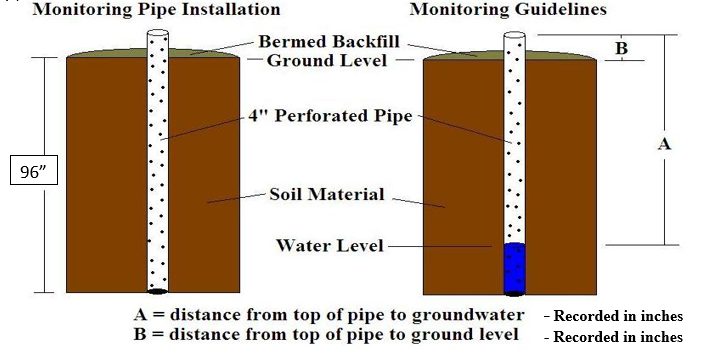 Monitoring Pipe Installation
Monitoring Guidelines
Bermed Backfill
Ground Level
B
4" Perforated Pipe
A
96”
Soil Material
Water Level
A = distance from top of pipe to groundwater - Recorded in inches
B = distance from top of pipe to ground level - Recorded in inches